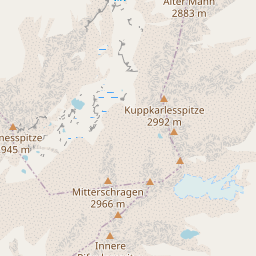 Alter Mann
2883 m
Kuppkarlesspitze
2992 m
nesspitze
945 m
Mitterschragen
2966 m
Innere